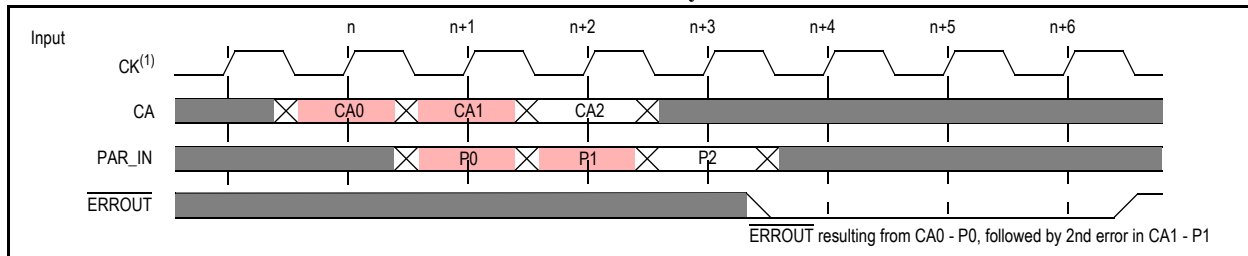 n n+1 n+2 n+3 n+4 n+5 n+6
Input
CK(1)
CA CA0 CA1 CA2
PAR_IN P0 P1 P2
ERROUT
ERROUT resulting from CA0 - P0, followed by 2nd error in CA1 - P1